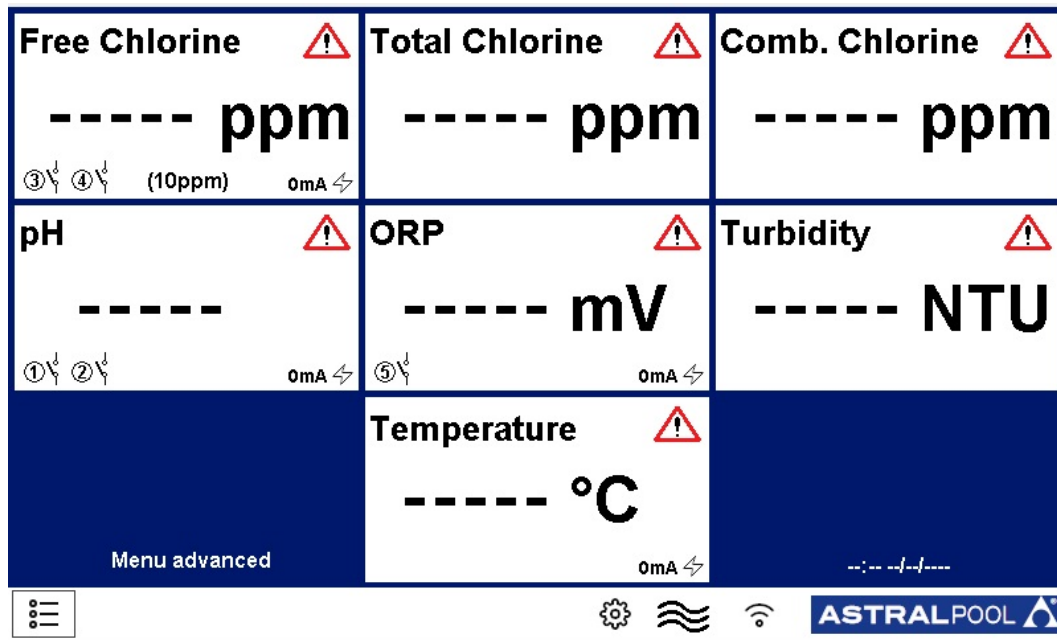 Free Chlorine
----- ppm
③ ④ (10ppm) 0mA
Total Chlorine
----- ppm
Comb. Chlorine
----- ppm
pH
-----
① ② 0mA
ORP
----- mV
⑤ 0mA
Turbidity
----- NTU
Temperature
----- °C
0mA
Menu advanced
--:-- --/--/----
ASTRALPOOL